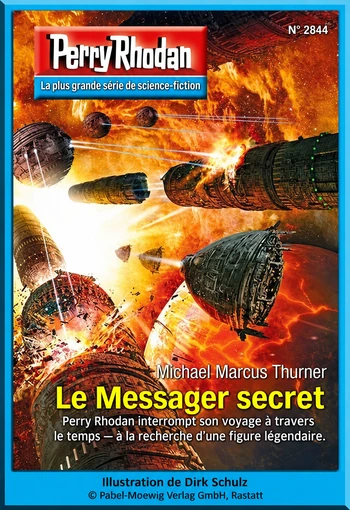 N° 2844
Perry Rhodan
La plus grande série de science-fiction
Michael Marcus Thurner
Le Messager secret
Perry Rhodan interrompt son voyage à travers
le temps — à la recherche d'une figure légendaire.
Illustration de Dirk Schulz
© Pabel-Moewig Verlag GmbH, Rastatt